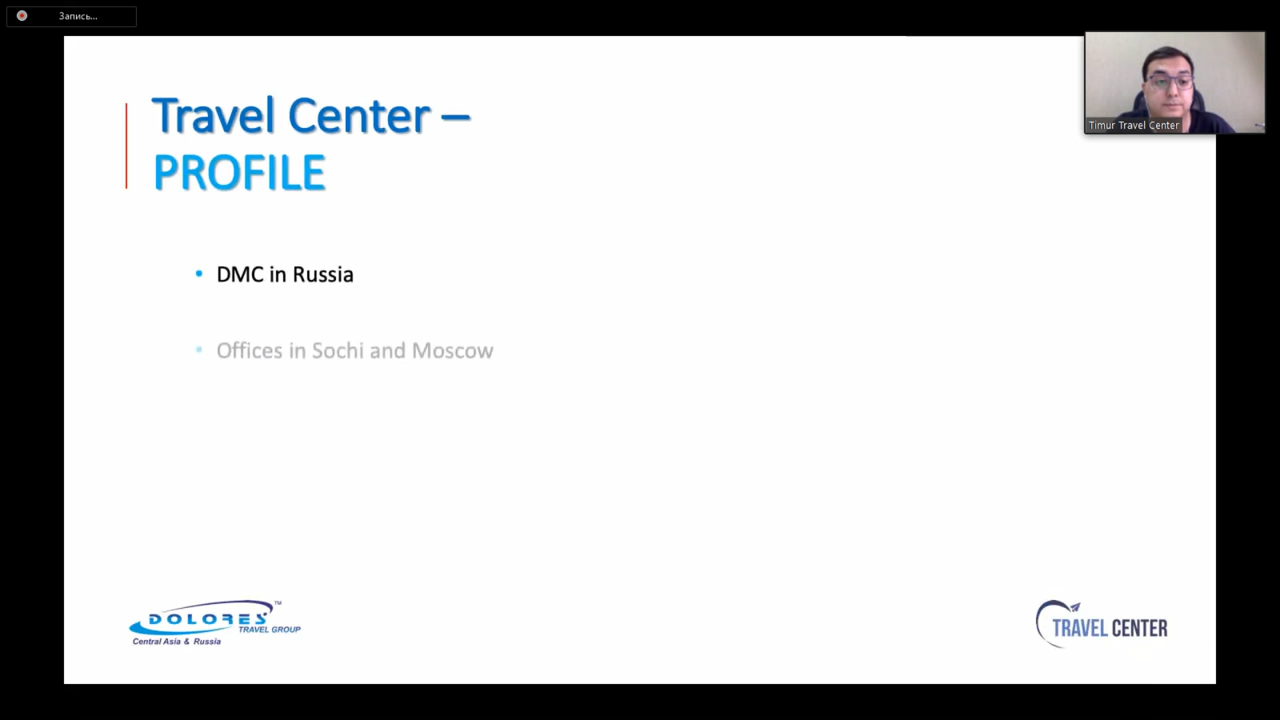 Запись...
Timur Travel Center
Travel Center –
PROFILE
• DMC in Russia
• Offices in Sochi and Moscow
DOLORES™
TRAVEL GROUP
Central Asia & Russia
TRAVEL CENTER